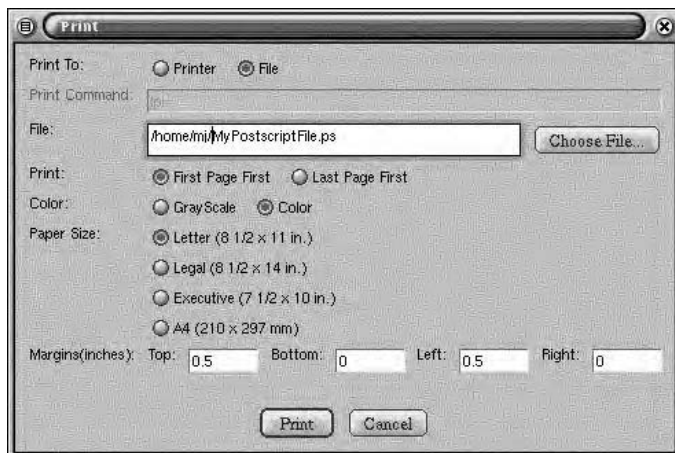 Print
Print To: Printer File
Print Command: lpr
File: /home/mj/MyPostscriptFile.ps Choose File...
Print: First Page First Last Page First
Color: GrayScale Color
Paper Size: Letter (8 1/2 x 11 in.)
Legal (8 1/2 x 14 in.)
Executive (7 1/2 x 10 in.)
A4 (210 x 297 mm)
Margins(inches): Top: 0.5 Bottom: 0 Left: 0.5 Right: 0
Print Cancel